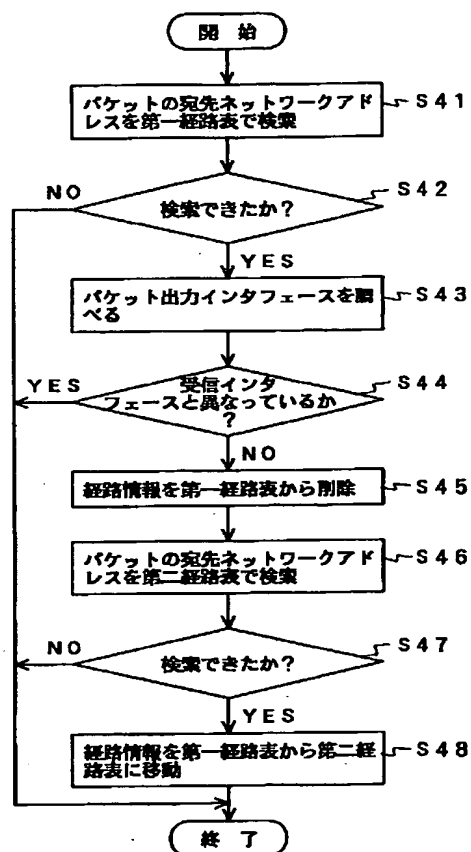 開 始
パケットの宛先ネットワークアド
レスを第一経路表で検索
S41
NO
S42
検索できたか？
YES
パケット出力インタフェースを調
べる
S43
YES
受信インタ
フェースと異なっているか
？
S44
NO
経路情報を第一経路表から削除
S45
パケットの宛先ネットワークアド
レスを第二経路表で検索
S46
NO
S47
検索できたか？
YES
経路情報を第一経路表から第二経
路表に移動
S48
終 了